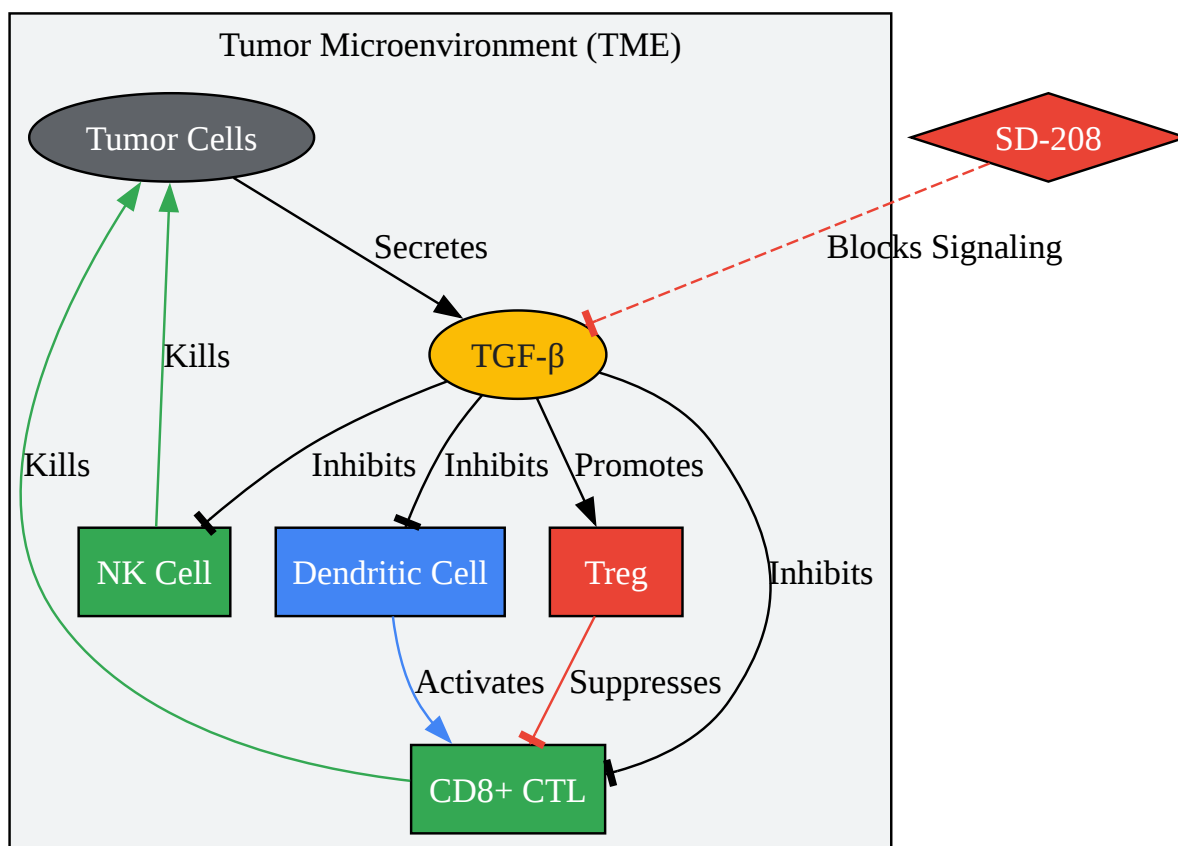 Tumor Microenvironment (TME)
Tumor Cells
SD-208
Secretes
Blocks Signaling
Kills
TGF-β
Kills
Inhibits
Inhibits
Promotes
NK Cell
Dendritic Cell
Treg
Inhibits
Activates
Suppresses
CD8+ CTL